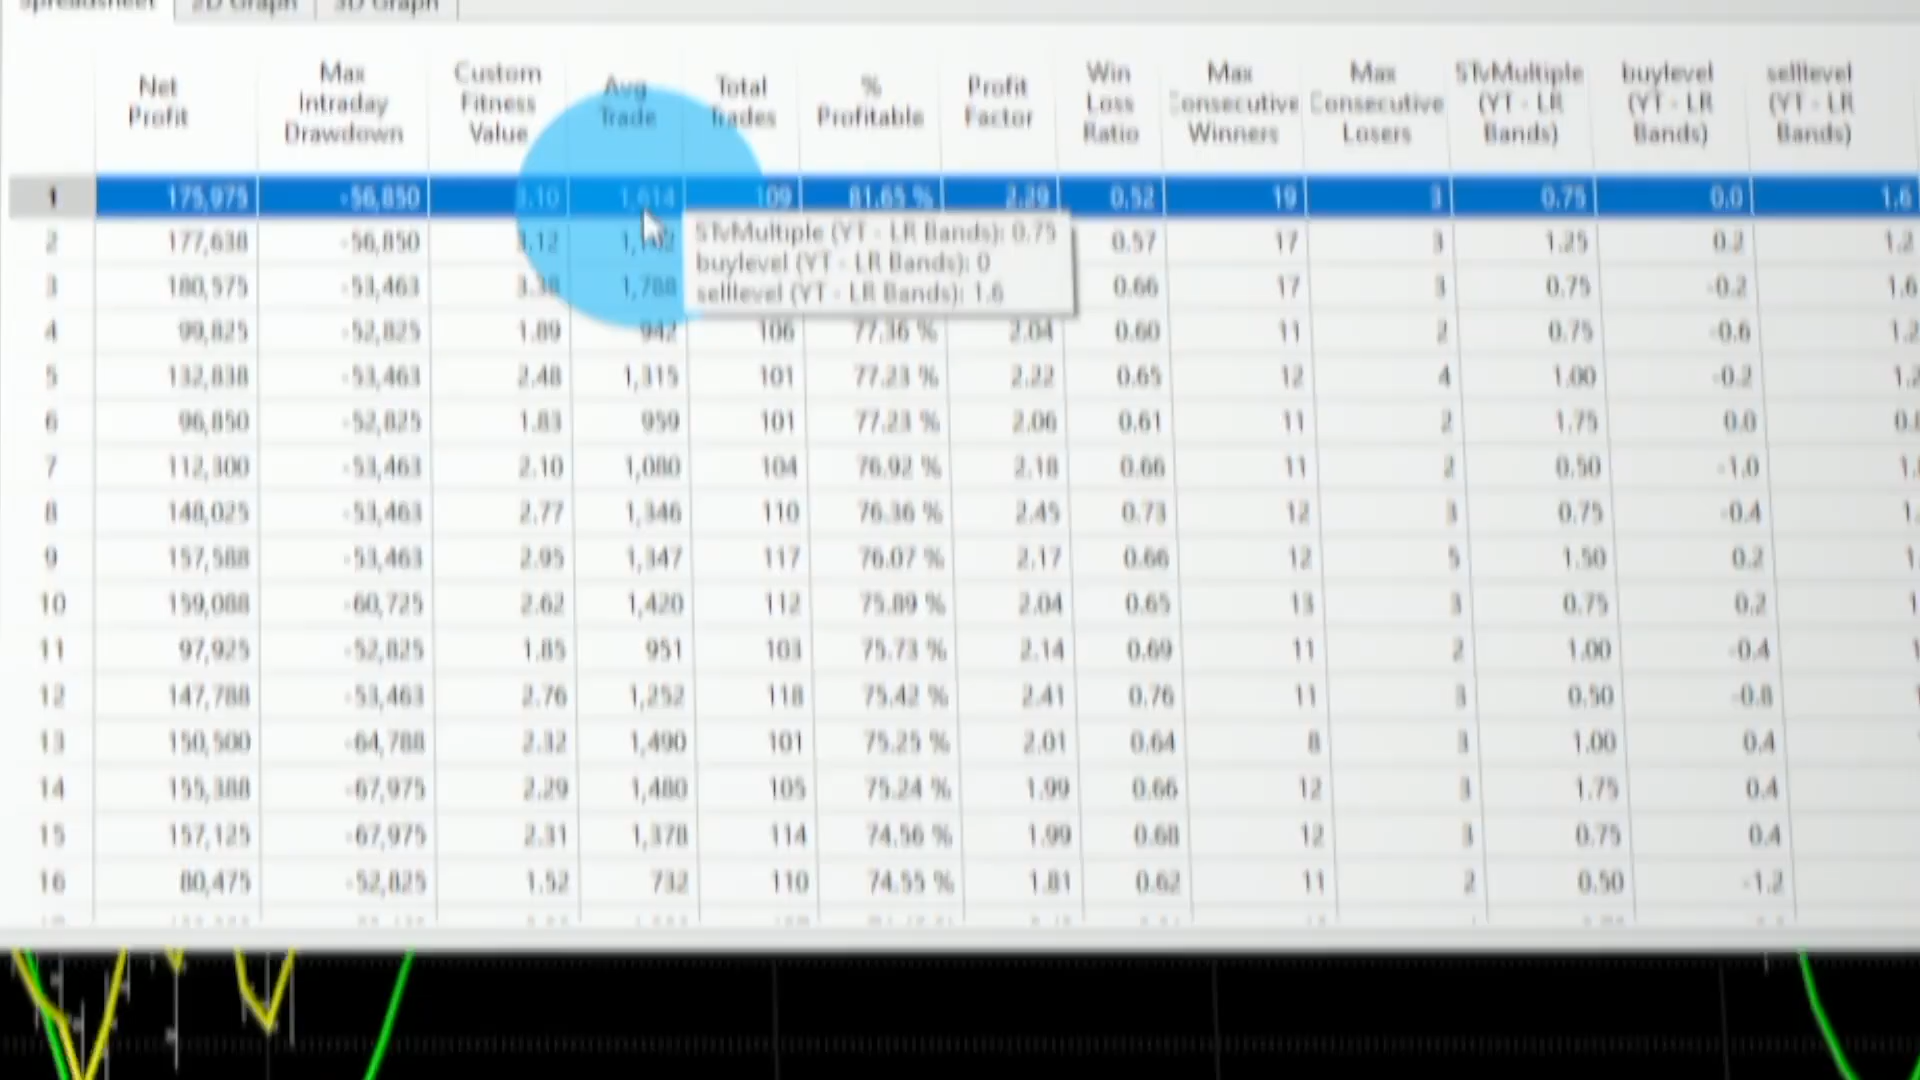 Spreadsheet 2D Graph 3D Graph
Net Profit Max Intraday Drawdown Custom Fitness Value Avg Trade Total Trades % Profitable Profit Factor Win Loss Ratio Max Consecutive Winners Max Consecutive Losers STvMultiple (YT - LR Bands) buylevel (YT - LR Bands) selllevel (YT - LR Bands)
1 175,975 -56,850 3.10 1,614 109 81.65 % 2.29 0.52 19 3 0.75 0.0 1.6
2 177,638 -56,850 3.12 0.57 17 3 1.25 0.2 1.2
3 180,575 -53,463 3.38 1,788 0.66 17 3 0.75 -0.2 1.6
STvMultiple (YT - LR Bands): 0.75
buylevel (YT - LR Bands): 0
selllevel (YT - LR Bands): 1.6
4 99,825 -52,825 1.89 942 106 77.36 % 2.04 0.60 11 2 0.75 -0.6 1.2
5 132,838 -53,463 2.48 1,315 101 77.23 % 2.22 0.65 12 4 1.00 -0.2 1.2
6 96,850 -52,825 1.83 959 101 77.23 % 2.06 0.61 11 2 1.75 0.0
7 112,300 -53,463 2.10 1,080 104 76.92 % 2.18 0.66 11 2 0.50 -1.0
8 148,025 -53,463 2.77 1,346 110 76.36 % 2.45 0.73 12 3 0.75 -0.4
9 157,588 -53,463 2.95 1,347 117 76.07 % 2.17 0.66 12 5 1.50 0.2
10 159,088 -60,725 2.62 1,420 112 75.89 % 2.04 0.65 13 3 0.75 0.2
11 97,925 -52,825 1.85 951 103 75.73 % 2.14 0.69 11 2 1.00 -0.4
12 147,788 -53,463 2.76 1,252 118 75.42 % 2.41 0.76 11 3 0.50 -0.8
13 150,500 -64,788 2.32 1,490 101 75.25 % 2.01 0.64 8 3 1.00 0.4
14 155,388 -67,975 2.29 1,480 105 75.24 % 1.99 0.66 12 3 1.75 0.4
15 157,125 -67,975 2.31 1,378 114 74.56 % 1.99 0.68 12 3 0.75 0.4
16 80,475 -52,825 1.52 732 110 74.55 % 1.81 0.62 11 2 0.50 -1.2